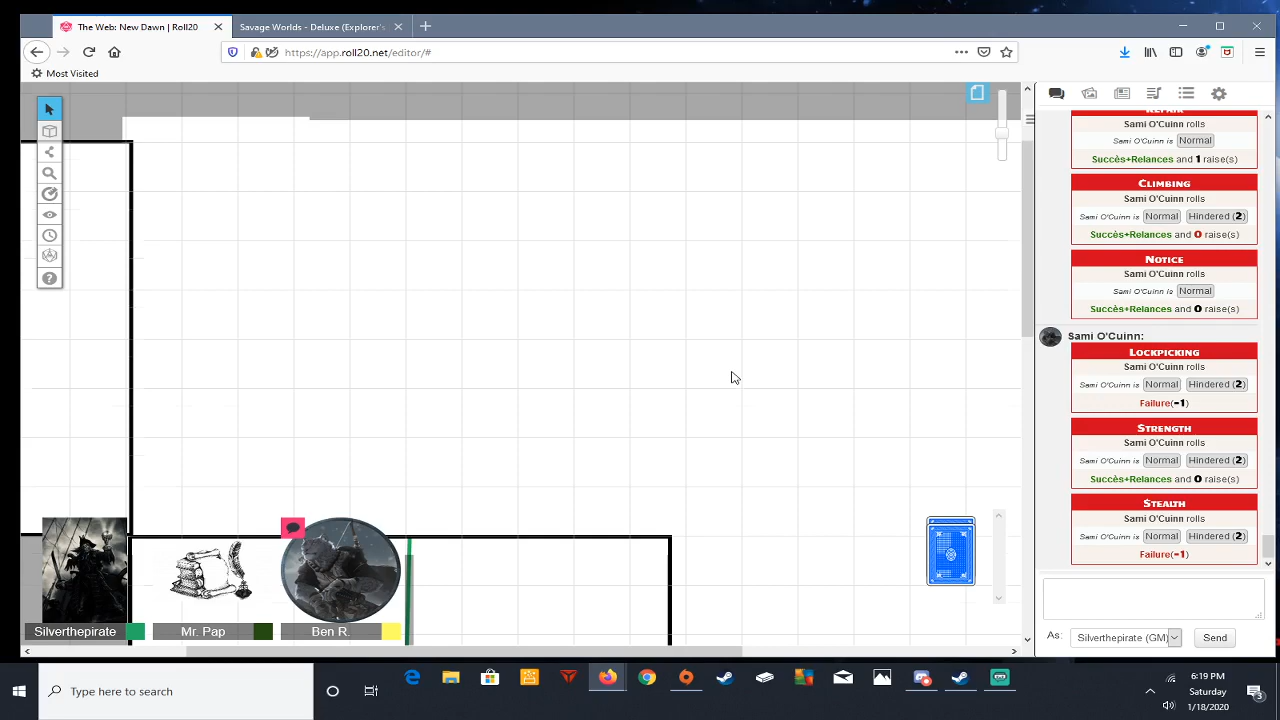 The Web: New Dawn | Roll20
Savage Worlds - Deluxe (Explorer's
https://app.roll20.net/editor/#
Most Visited
Sami O'Cuinn rolls
Sami O'Cuinn is Normal
Succès+Relances and 1 raise(s)
Climbing
Sami O'Cuinn rolls
Sami O'Cuinn is Normal Hindered (2)
Succès+Relances and 0 raise(s)
Notice
Sami O'Cuinn rolls
Sami O'Cuinn is Normal
Succès+Relances and 0 raise(s)
Sami O'Cuinn:
Lockpicking
Sami O'Cuinn rolls
Sami O'Cuinn is Normal Hindered (2)
Failure(-1)
Strength
Sami O'Cuinn rolls
Sami O'Cuinn is Normal Hindered (2)
Succès+Relances and 0 raise(s)
Stealth
Sami O'Cuinn rolls
Sami O'Cuinn is Normal Hindered (2)
Failure(-1)
Silverthepirate
Mr. Pap
Ben R.
As: Silverthepirate (GM) Send
Type here to search
6:19 PM
Saturday
1/18/2020
3